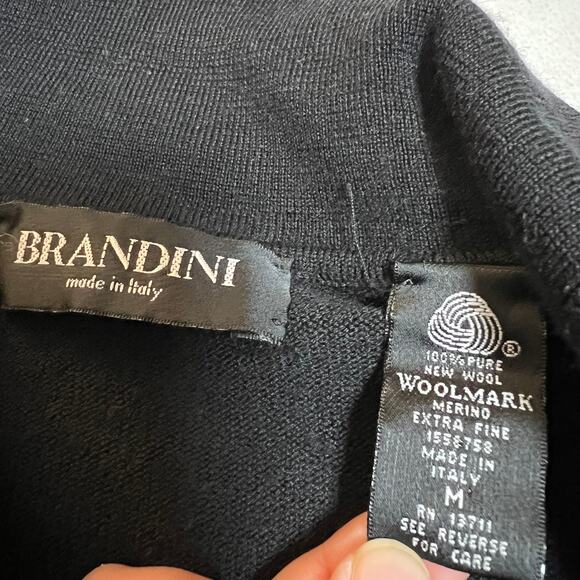 BRANDINI
made in Italy
®
100% PURE
NEW WOOL
WOOLMARK
MERINO
EXTRA FINE
1558758
MADE IN
ITALY
M
RN 13711
SEE REVERSE
FOR CARE